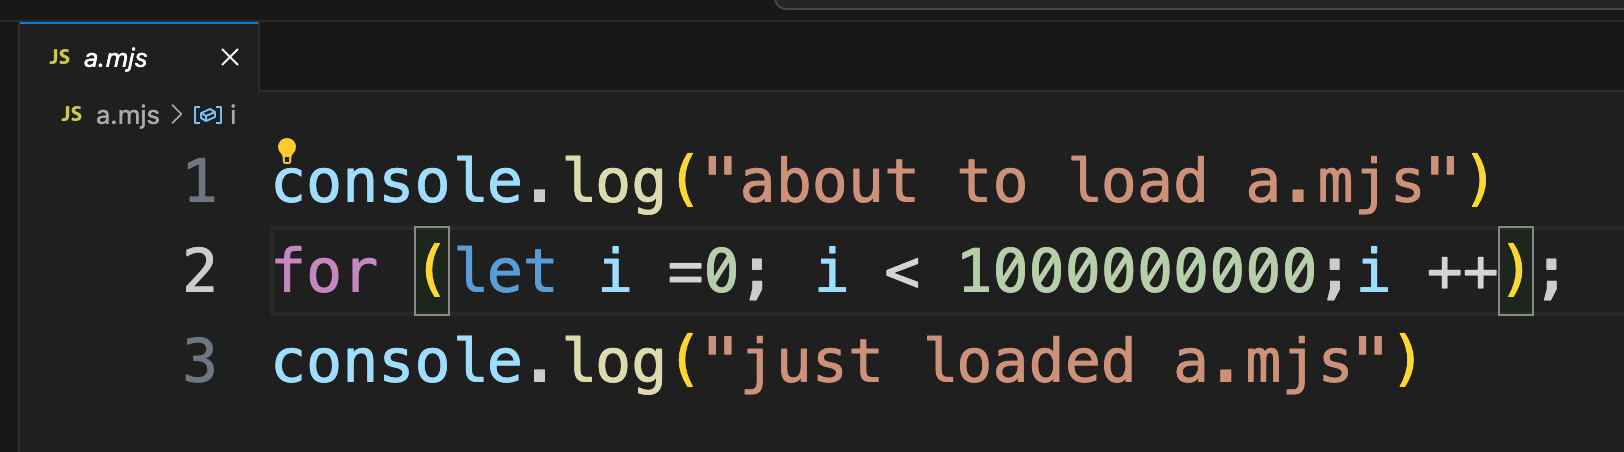 JS a.mjs
JS a.mjs > i
1 console.log("about to load a.mjs")
2 for (let i =0; i < 1000000000;i ++);
3 console.log("just loaded a.mjs")